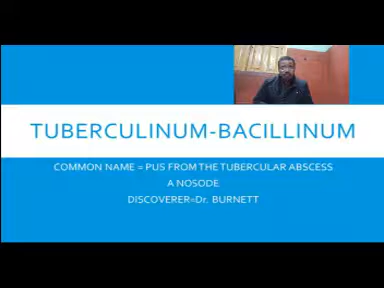 TUBERCULINUM-BACILLINUM
COMMON NAME = PUS FROM THE TUBERCULAR ABSCESS
A NOSODE
DISCOVERER=Dr. BURNETT